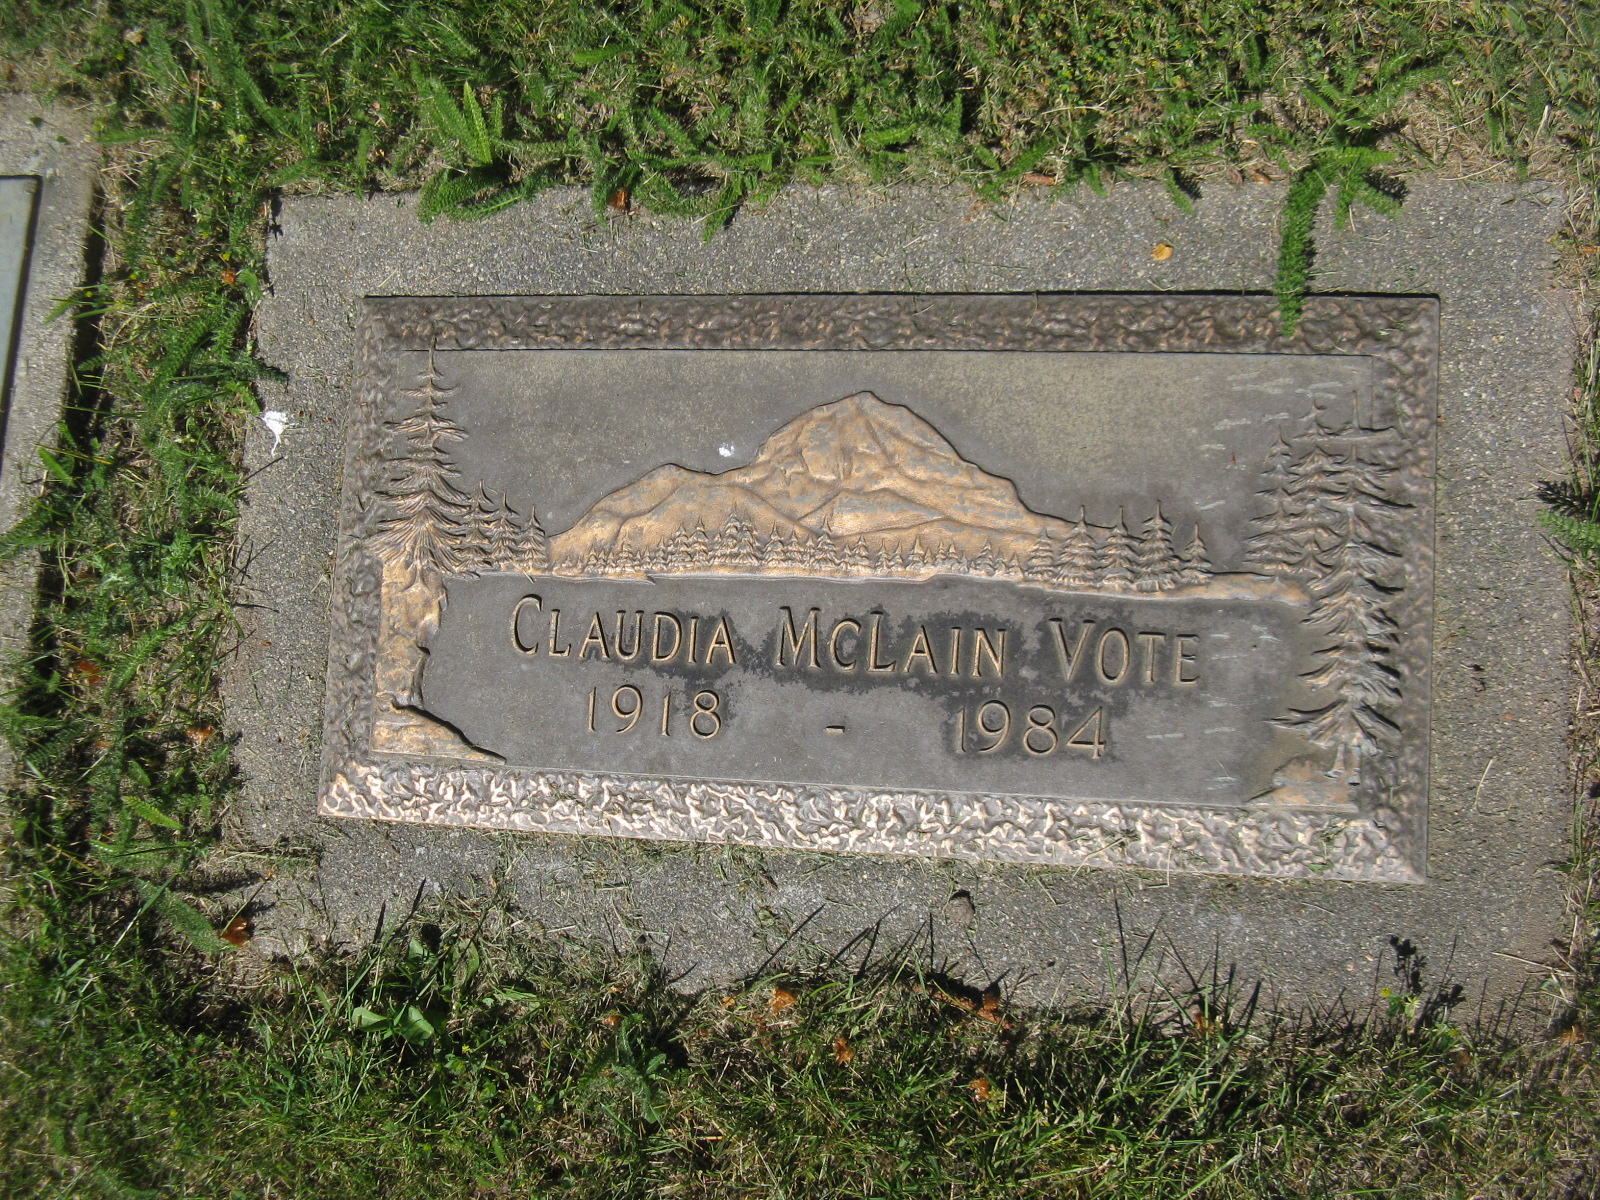 CLAUDIA MCLAIN VOTE
1918 - 1984